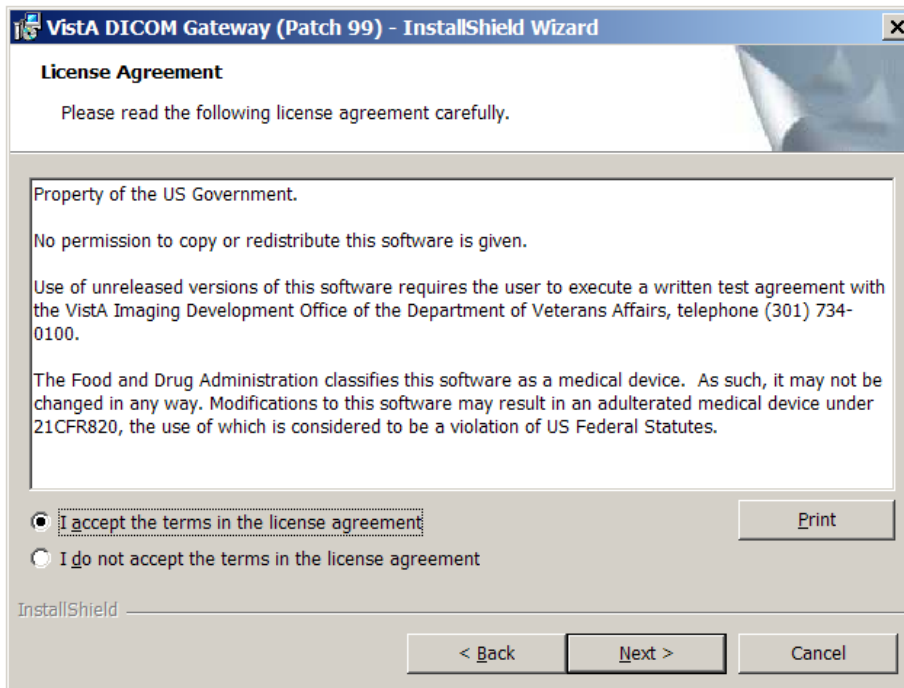 VistA DICOM Gateway (Patch 99) - InstallShield Wizard
License Agreement
Please read the following license agreement carefully.
Property of the US Government.
No permission to copy or redistribute this software is given.
Use of unreleased versions of this software requires the user to execute a written test agreement with
the VistA Imaging Development Office of the Department of Veterans Affairs, telephone (301) 734-
0100.
The Food and Drug Administration classifies this software as a medical device.  As such, it may not be
changed in any way. Modifications to this software may result in an adulterated medical device under
21CFR820, the use of which is considered to be a violation of US Federal Statutes.
I accept the terms in the license agreement
Print
I do not accept the terms in the license agreement
InstallShield
< Back
Next >
Cancel